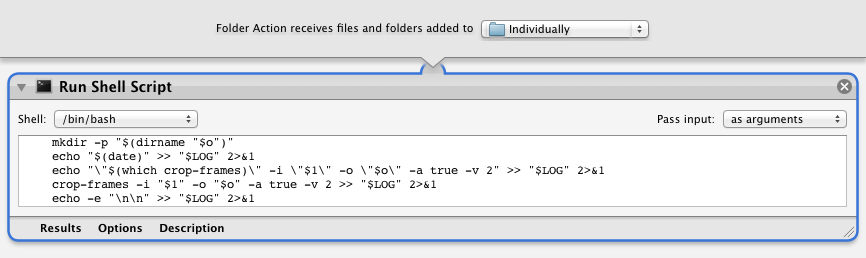 Folder Action receives files and folders added to Individually
Run Shell Script
Shell: /bin/bash Pass input: as arguments
mkdir -p "$(dirname "$o")"
echo "$(date)" >> "$LOG" 2>&1
echo "\"$(which crop-frames)\" -i \"$1\" -o \"$o\" -a true -v 2" >> "$LOG" 2>&1
crop-frames -i "$1" -o "$o" -a true -v 2 >> "$LOG" 2>&1
echo -e "\n\n" >> "$LOG" 2>&1
Results Options Description